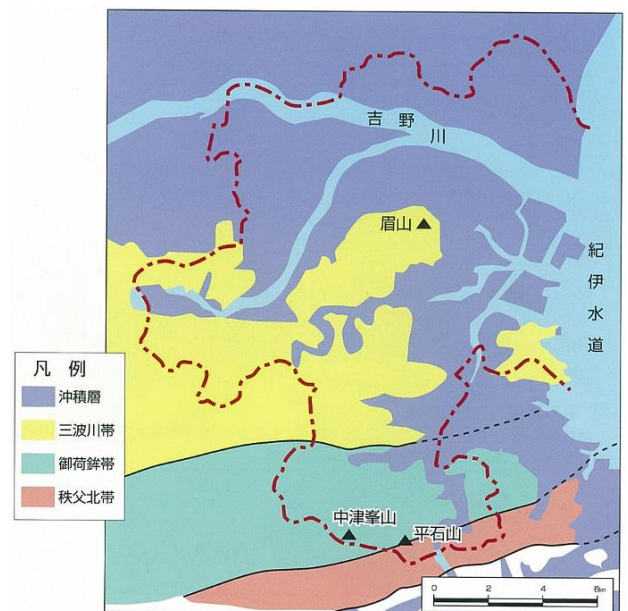 吉野川
眉山
紀伊水道
凡例
沖積層
三波川帯
御荷鉾帯
秩父北帯
中津峯山
平石山
0 2 4 6km